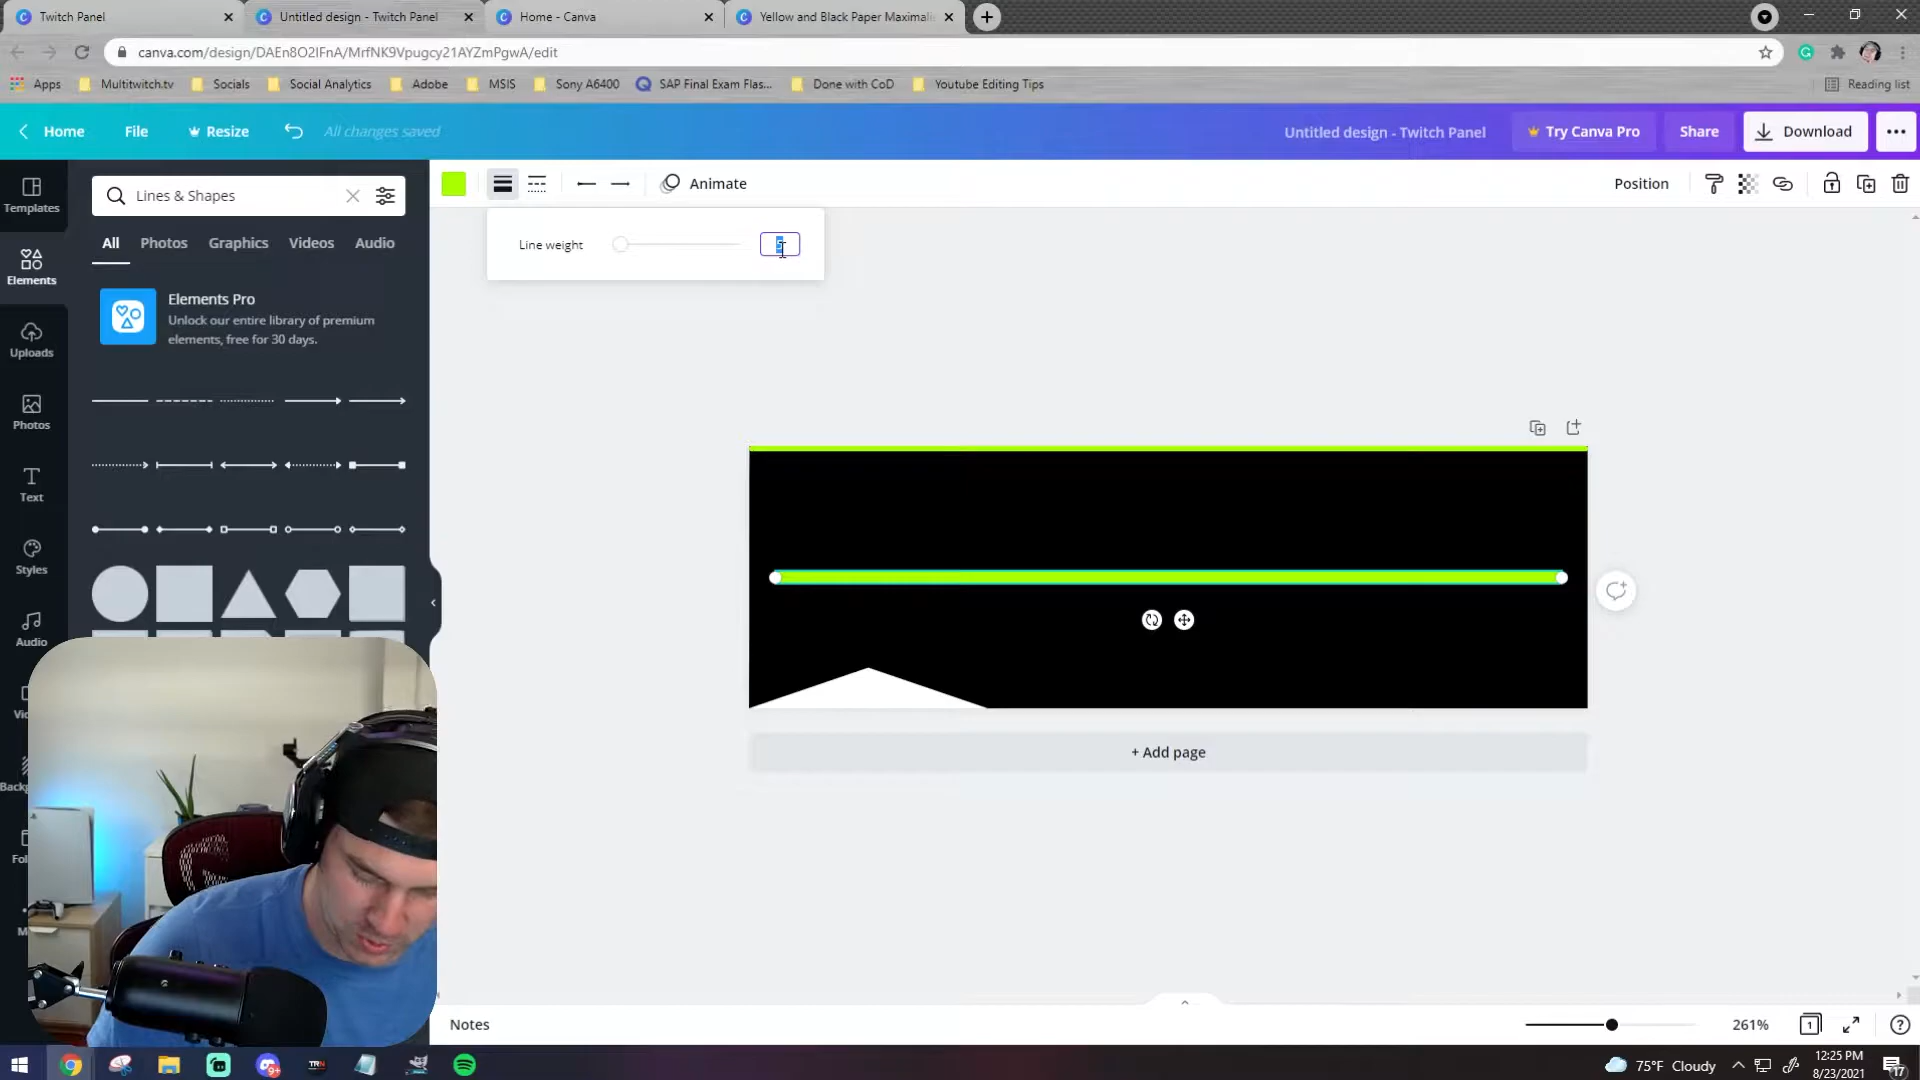 Twitch Panel
Untitled design - Twitch Panel
Home - Canva
Yellow and Black Paper Maximali
canva.com/design/DAEn8O2IFnA/MrfNK9Vpugcy21AYZmPgwA/edit
Apps
Multitwitch.tv
Socials
Social Analytics
Adobe
MSIS
Sony A6400
SAP Final Exam Flas...
Done with CoD
Youtube Editing Tips
Reading list
Home
File
Resize
All changes saved
Untitled design - Twitch Panel
Try Canva Pro
Share
Download
Templates
Elements
Uploads
Photos
Text
Styles
Audio
Lines & Shapes
All
Photos
Graphics
Videos
Audio
Elements Pro
Unlock our entire library of premium
elements, free for 30 days.
Animate
Position
Line weight
+ Add page
Notes
261%
1
75°F Cloudy
12:25 PM
8/23/2021
17
9+
TRN